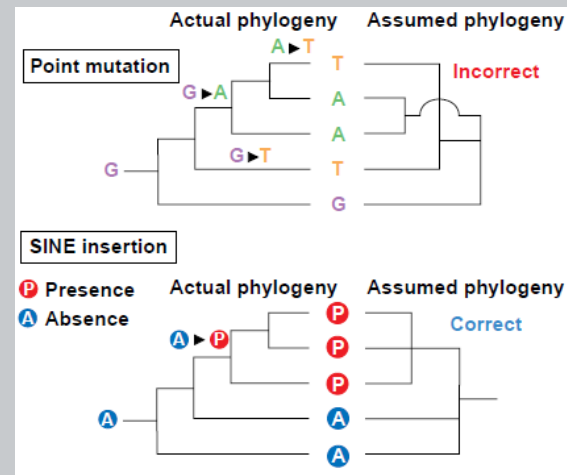 Actual phylogeny Assumed phylogeny
A►T
Point mutation T Incorrect
G►A A
A
G►T
G T
G
SINE insertion
P Presence Actual phylogeny Assumed phylogeny
A Absence P Correct
A ► P P
P
A A
A